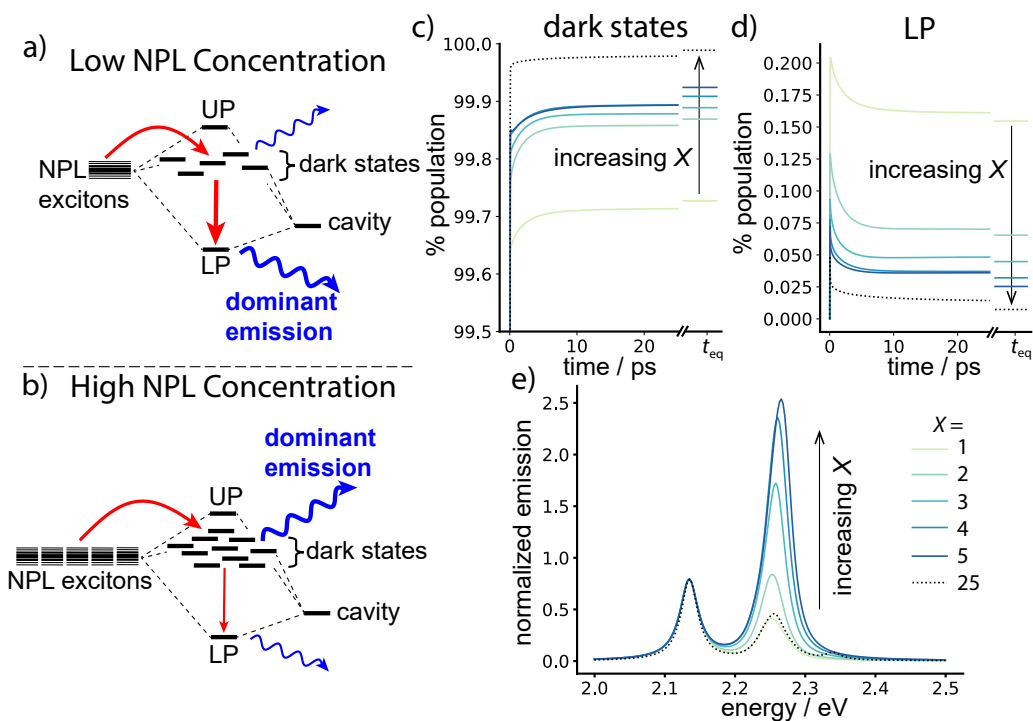 a)
Low NPL Concentration
UP
NPL
excitons
dark states
cavity
LP
dominant
emission
b)
High NPL Concentration
dominant
emission
UP
NPL excitons
dark states
cavity
LP
c)
dark states
% population
100.0
99.9
99.8
99.7
99.6
99.5
increasing X
0
10
20
t_eq
time / ps
d)
LP
% population
0.200
0.175
0.150
0.125
0.100
0.075
0.050
0.025
0.000
increasing X
0
10
20
t_eq
time / ps
e)
normalized emission
2.5
2.0
1.5
1.0
0.5
0.0
increasing X
X =
1
2
3
4
5
25
2.0
2.1
2.2
2.3
2.4
2.5
energy / eV